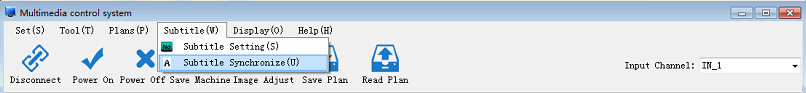 Multimedia control system
Set(S) Tool(T) Plans(P) Subtitle(W) Display(O) Help(H)
Subtitle Setting(S)
A Subtitle Synchronize(U)
Disconnect Power On Power Off Save Machine Image Adjust Save Plan Read Plan
Input Channel: IN_1